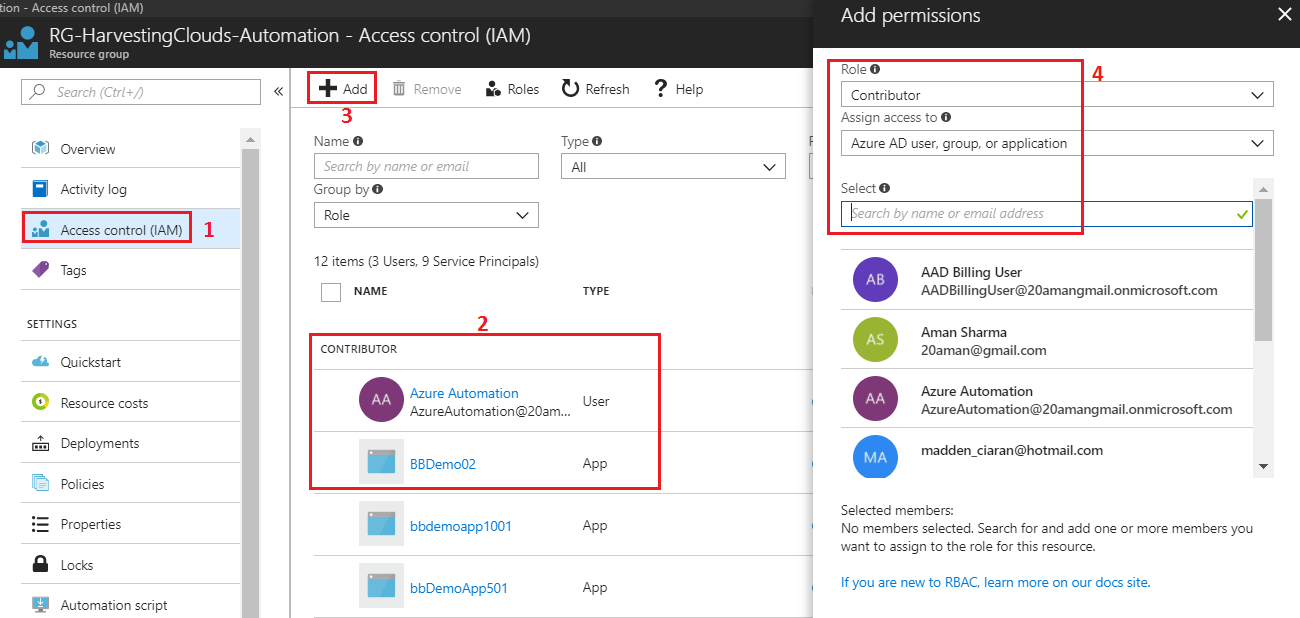 tion - Access control (IAM)
RG-HarvestingClouds-Automation - Access control (IAM)
Resource group
Search (Ctrl+/)
«
Overview
Activity log
Access control (IAM)
1
Tags
SETTINGS
Quickstart
Resource costs
Deployments
Policies
Properties
Locks
Automation script
Add
Remove
Roles
Refresh
? Help
3
Name
Search by name or email
Type
All
Group by
Role
12 items (3 Users, 9 Service Principals)
NAME
TYPE
2
CONTRIBUTOR
AA
Azure Automation
AzureAutomation@20am...
User
BBDemo02
App
bbdemoapp1001
App
bbDemoApp501
App
Add permissions
4
Role
Contributor
Assign access to
Azure AD user, group, or application
Select
Search by name or email address
AB
AAD Billing User
AADBillingUser@20amangmail.onmicrosoft.com
AS
Aman Sharma
20aman@gmail.com
AA
Azure Automation
AzureAutomation@20amangmail.onmicrosoft.com
MA
madden_ciaran@hotmail.com
Selected members:
No members selected. Search for and add one or more members you
want to assign to the role for this resource.
If you are new to RBAC, learn more on our docs site.